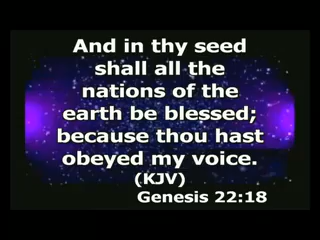 And in thy seed
shall all the
nations of the
earth be blessed;
because thou hast
obeyed my voice.
(KJV)
Genesis 22:18